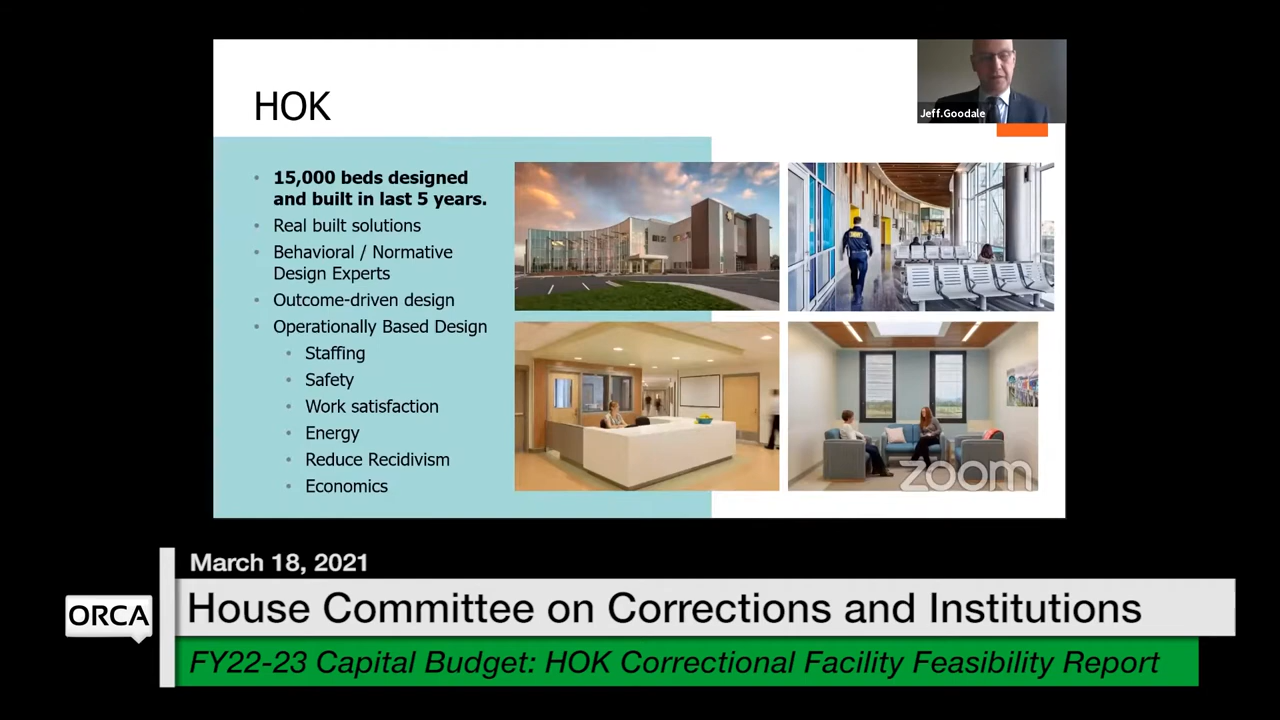 HOK
Jeff.Goodale
15,000 beds designed
and built in last 5 years.
Real built solutions
Behavioral / Normative
Design Experts
Outcome-driven design
Operationally Based Design
Staffing
Safety
Work satisfaction
Energy
Reduce Recidivism
Economics
zoom
March 18, 2021
ORCA
House Committee on Corrections and Institutions
FY22-23 Capital Budget: HOK Correctional Facility Feasibility Report